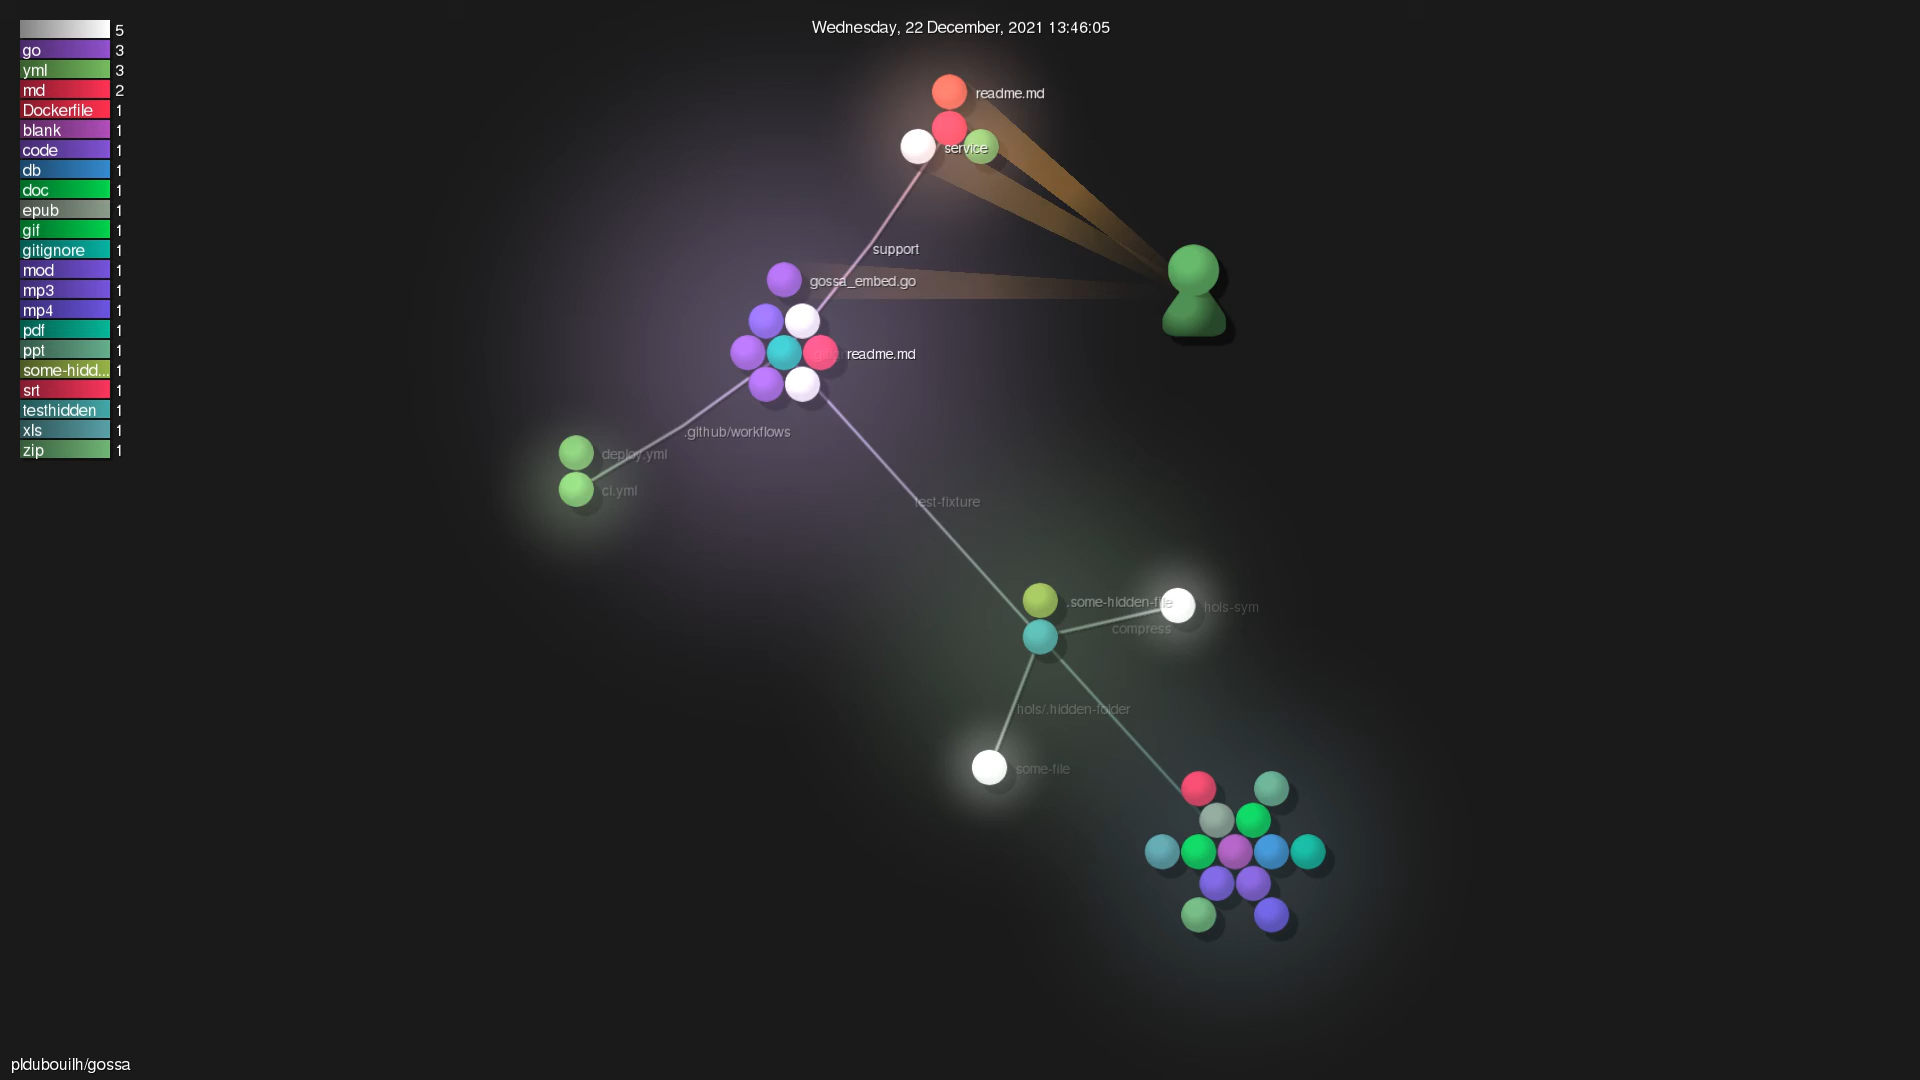 Wednesday, 22 December, 2021 13:46:05
5
go 3
yml 3
md 2
Dockerfile 1
blank 1
code 1
db 1
doc 1
epub 1
gif 1
gitignore 1
mod 1
mp3 1
mp4 1
pdf 1
ppt 1
some-hidd... 1
srt 1
testhidden 1
xls 1
zip 1
readme.md
service
support
gossa_embed.go
readme.md
.github/workflows
deploy.yml
ci.yml
test-fixture
.some-hidden-file
hols-sym
compress
hols/.hidden-folder
some-file
pldubouilh/gossa